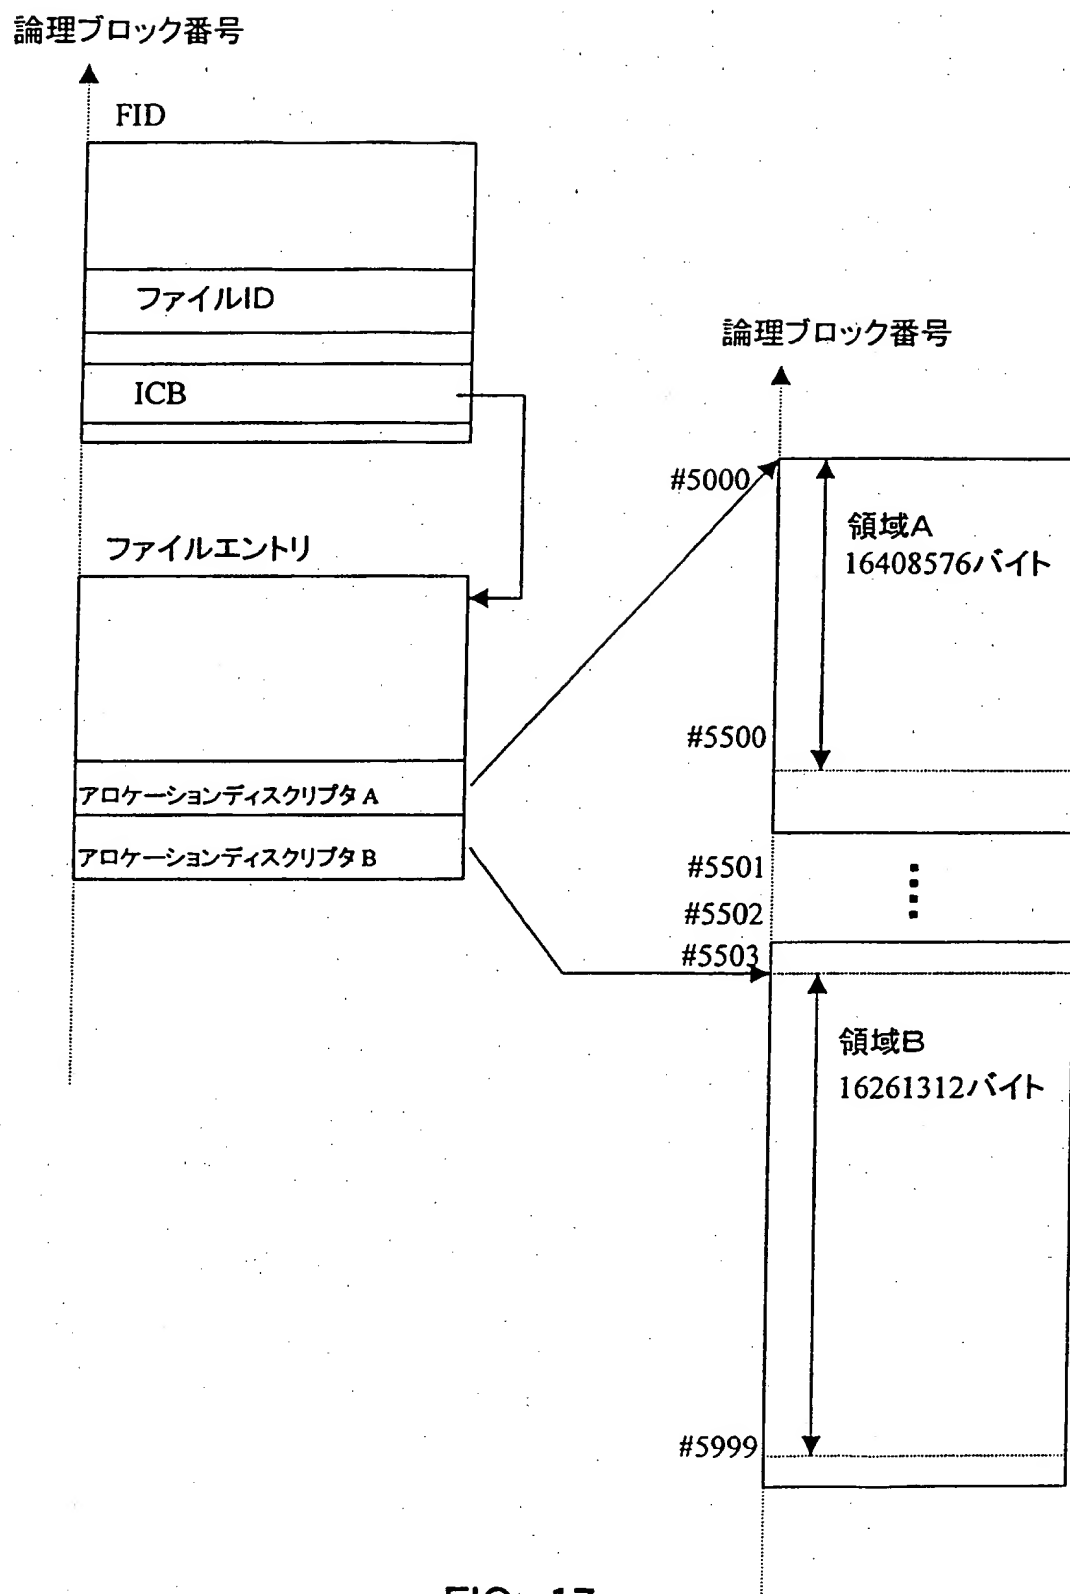 論理ブロック番号
FID
ファイルID
ICB
ファイルエントリ
アロケーションディスクリプタ A
アロケーションディスクリプタ B
論理ブロック番号
#5000
領域A
16408576バイト
#5500
#5501
#5502
#5503
領域B
16261312バイト
#5999
FIG. 17